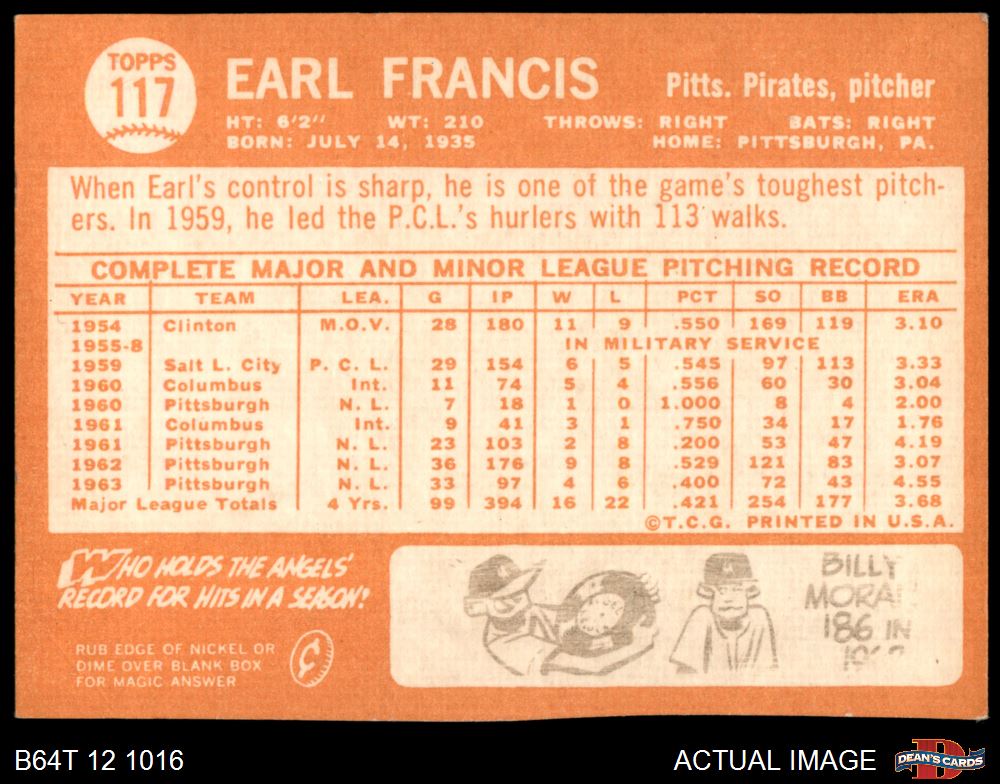 TOPPS
117
EARL FRANCIS
Pitts. Pirates, pitcher
HT: 6'2" WT: 210 THROWS: RIGHT BATS: RIGHT
BORN: JULY 14, 1935 HOME: PITTSBURGH, PA.
When Earl's control is sharp, he is one of the game's toughest pitch-
ers. In 1959, he led the P.C.L.'s hurlers with 113 walks.
COMPLETE MAJOR AND MINOR LEAGUE PITCHING RECORD
YEAR TEAM LEA. G IP W L PCT SO BB ERA
1954 Clinton M.O.V. 28 180 11 9 .550 169 119 3.10
1955-8 IN MILITARY SERVICE
1959 Salt L. City P. C. L. 29 154 6 5 .545 97 113 3.33
1960 Columbus Int. 11 74 5 4 .556 60 30 3.04
1960 Pittsburgh N. L. 7 18 1 0 1.000 8 4 2.00
1961 Columbus Int. 9 41 3 1 .750 34 17 1.76
1961 Pittsburgh N. L. 23 103 2 8 .200 53 47 4.19
1962 Pittsburgh N. L. 36 176 9 8 .529 121 83 3.07
1963 Pittsburgh N. L. 33 97 4 6 .400 72 43 4.55
Major League Totals 4 Yrs. 99 394 16 22 .421 254 177 3.68
©T.C.G. PRINTED IN U.S.A.
WHO HOLDS THE ANGELS'
RECORD FOR HITS IN A SEASON?
RUB EDGE OF NICKEL OR
DIME OVER BLANK BOX
FOR MAGIC ANSWER
¢
BILLY
186 IN
B64T 12 1016
ACTUAL IMAGE
DEAN'S CARDS